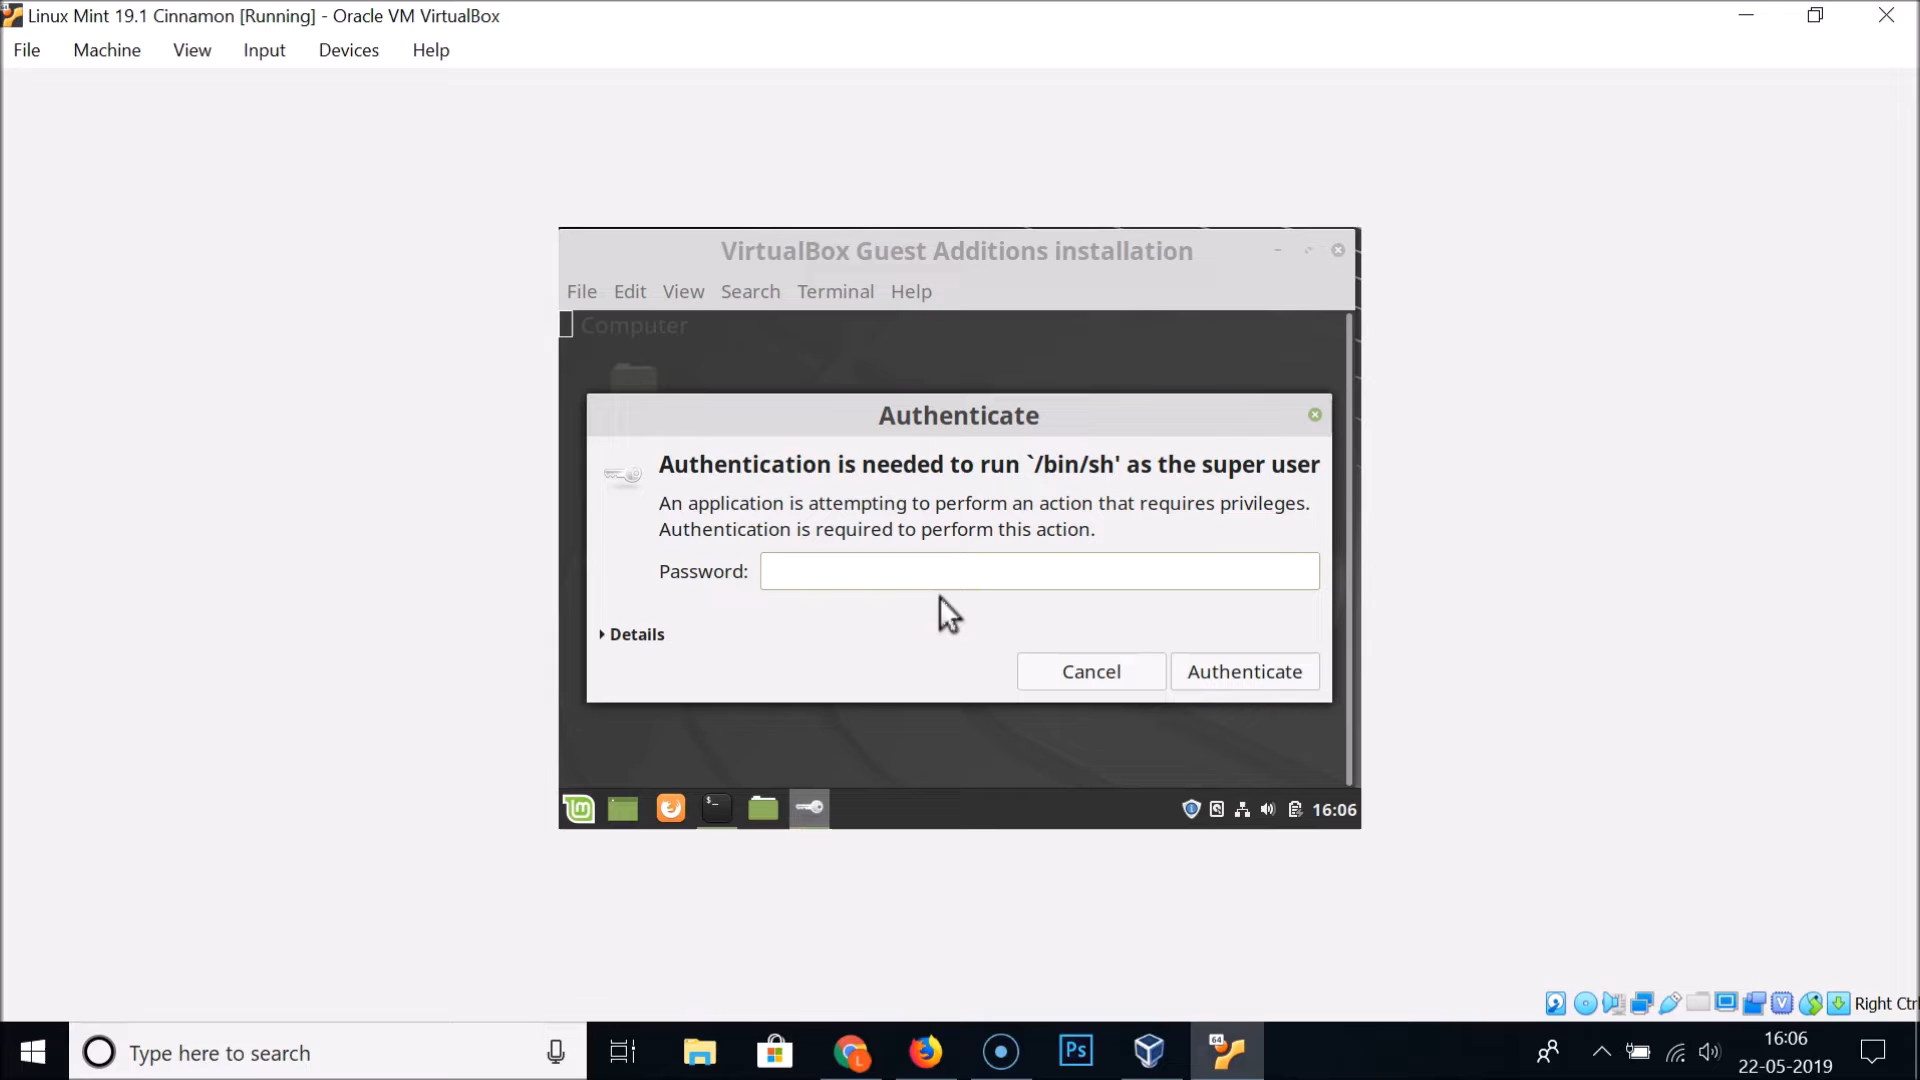 Linux Mint 19.1 Cinnamon [Running] - Oracle VM VirtualBox
File Machine View Input Devices Help
VirtualBox Guest Additions installation
File Edit View Search Terminal Help
Computer
Authenticate
Authentication is needed to run `/bin/sh' as the super user
An application is attempting to perform an action that requires privileges.
Authentication is required to perform this action.
Password:
Details
Cancel Authenticate
16:06
Right Ctrl
Type here to search
L
Ps
64
16:06
22-05-2019